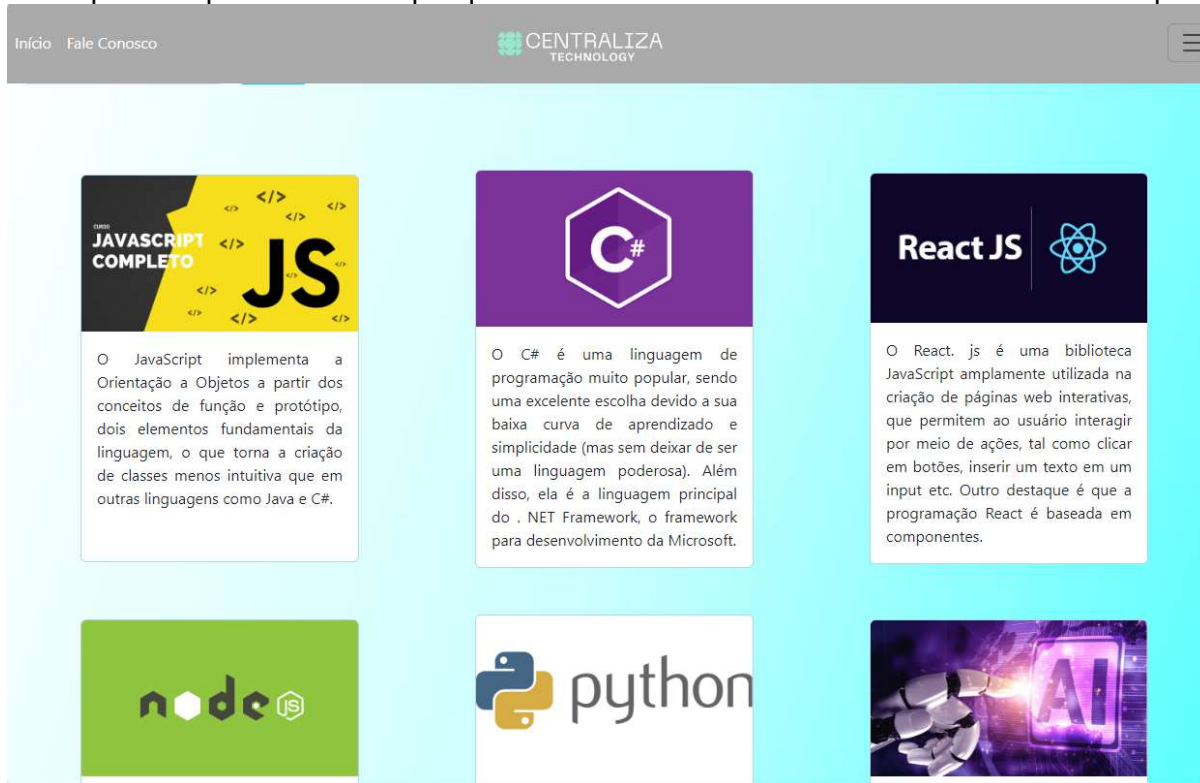 Início Fale Conosco
CENTRALIZA
TECHNOLOGY
CURSO
JAVASCRIPT
COMPLETO
JS
</>
</>
</>
</>
</>
</>
</>
</>
</>
</>
</>
O JavaScript implementa a
Orientação a Objetos a partir dos
conceitos de função e protótipo,
dois elementos fundamentais da
linguagem, o que torna a criação
de classes menos intuitiva que em
outras linguagens como Java e C#.
C#
O C# é uma linguagem de
programação muito popular, sendo
uma excelente escolha devido a sua
baixa curva de aprendizado e
simplicidade (mas sem deixar de ser
uma linguagem poderosa). Além
disso, ela é a linguagem principal
do . NET Framework, o framework
para desenvolvimento da Microsoft.
React JS
O React. js é uma biblioteca
JavaScript amplamente utilizada na
criação de páginas web interativas,
que permitem ao usuário interagir
por meio de ações, tal como clicar
em botões, inserir um texto em um
input etc. Outro destaque é que a
programação React é baseada em
componentes.
node JS
python
AI